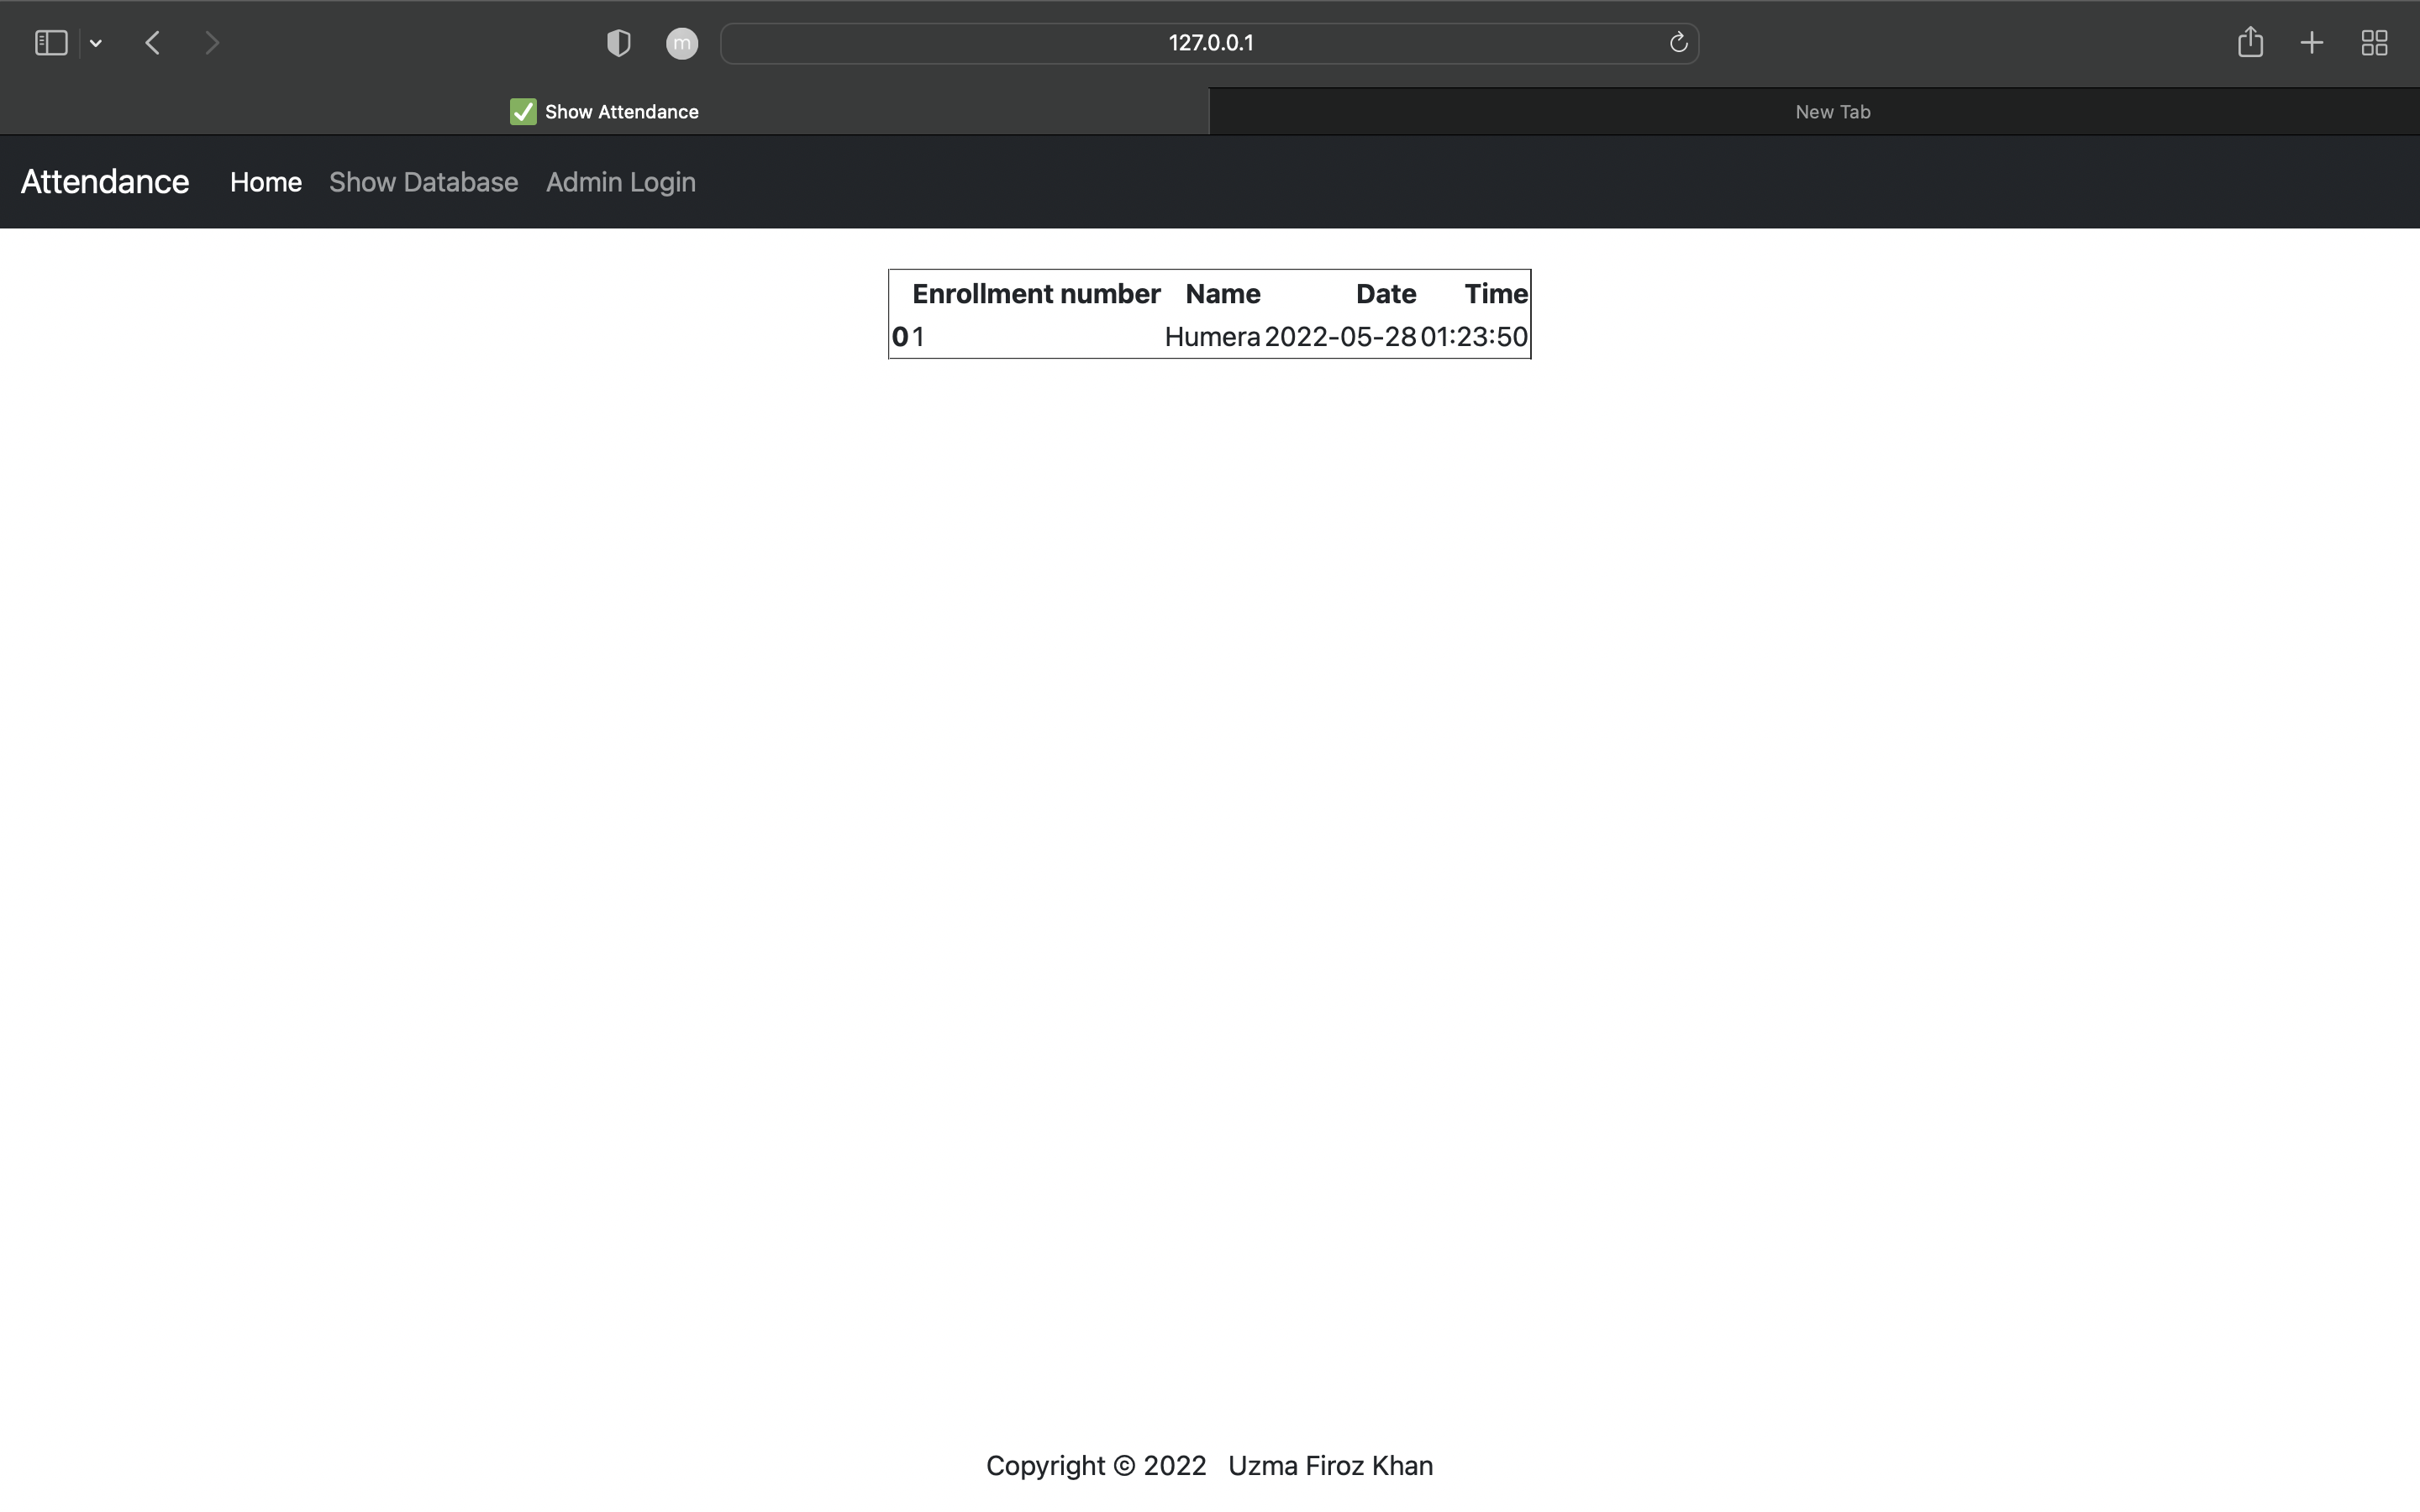 m
127.0.0.1
Show Attendance
New Tab
Attendance Home Show Database Admin Login
Enrollment number Name Date Time
0 1 Humera 2022-05-28 01:23:50
Copyright © 2022 Uzma Firoz Khan